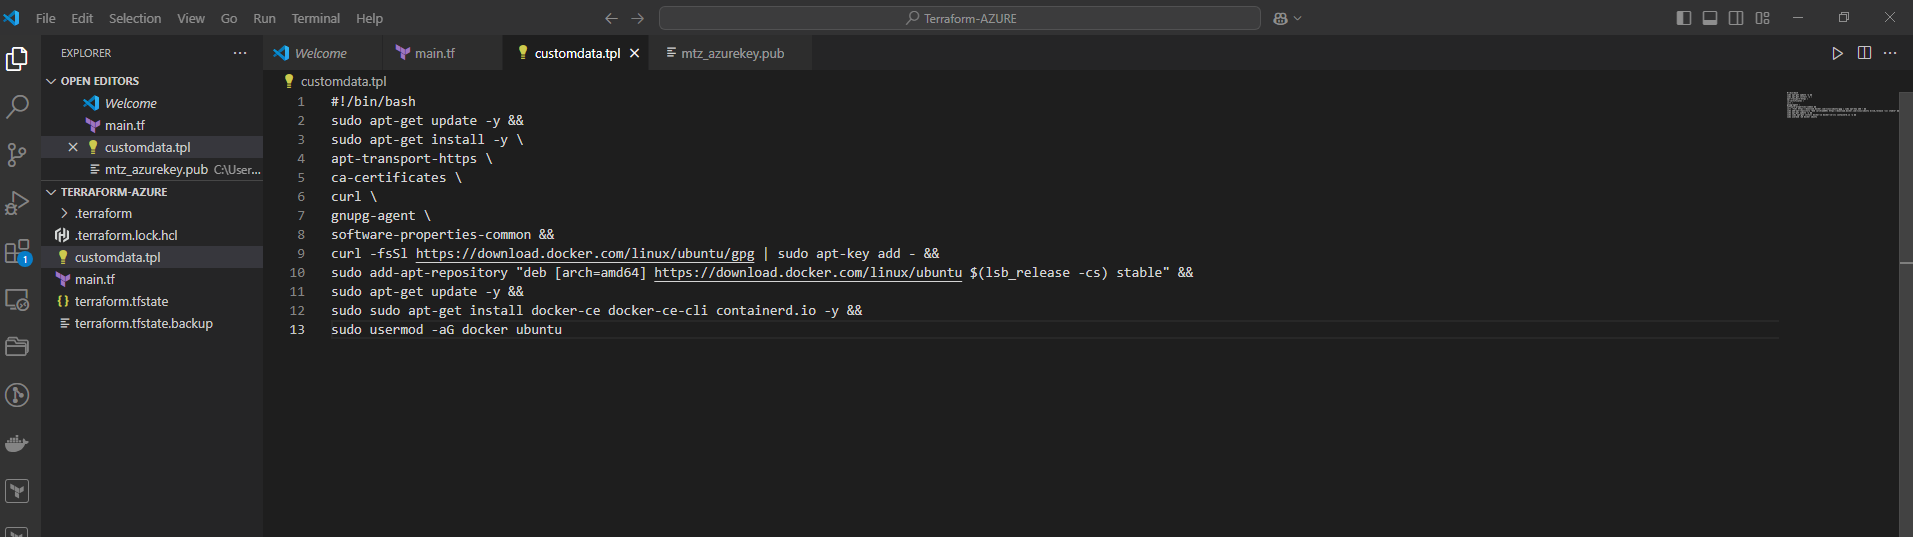 File Edit Selection View Go Run Terminal Help
Terraform-AZURE
EXPLORER
OPEN EDITORS
Welcome
main.tf
customdata.tpl
mtz_azurekey.pub C:\User...
TERRAFORM-AZURE
.terraform
.terraform.lock.hcl
customdata.tpl
main.tf
terraform.tfstate
terraform.tfstate.backup
1
Welcome main.tf customdata.tpl mtz_azurekey.pub
customdata.tpl
1 #!/bin/bash
2 sudo apt-get update -y &&
3 sudo apt-get install -y \
4 apt-transport-https \
5 ca-certificates \
6 curl \
7 gnupg-agent \
8 software-properties-common &&
9 curl -fsSl https://download.docker.com/linux/ubuntu/gpg | sudo apt-key add - &&
10 sudo add-apt-repository "deb [arch=amd64] https://download.docker.com/linux/ubuntu $(lsb_release -cs) stable" &&
11 sudo apt-get update -y &&
12 sudo sudo apt-get install docker-ce docker-ce-cli containerd.io -y &&
13 sudo usermod -aG docker ubuntu